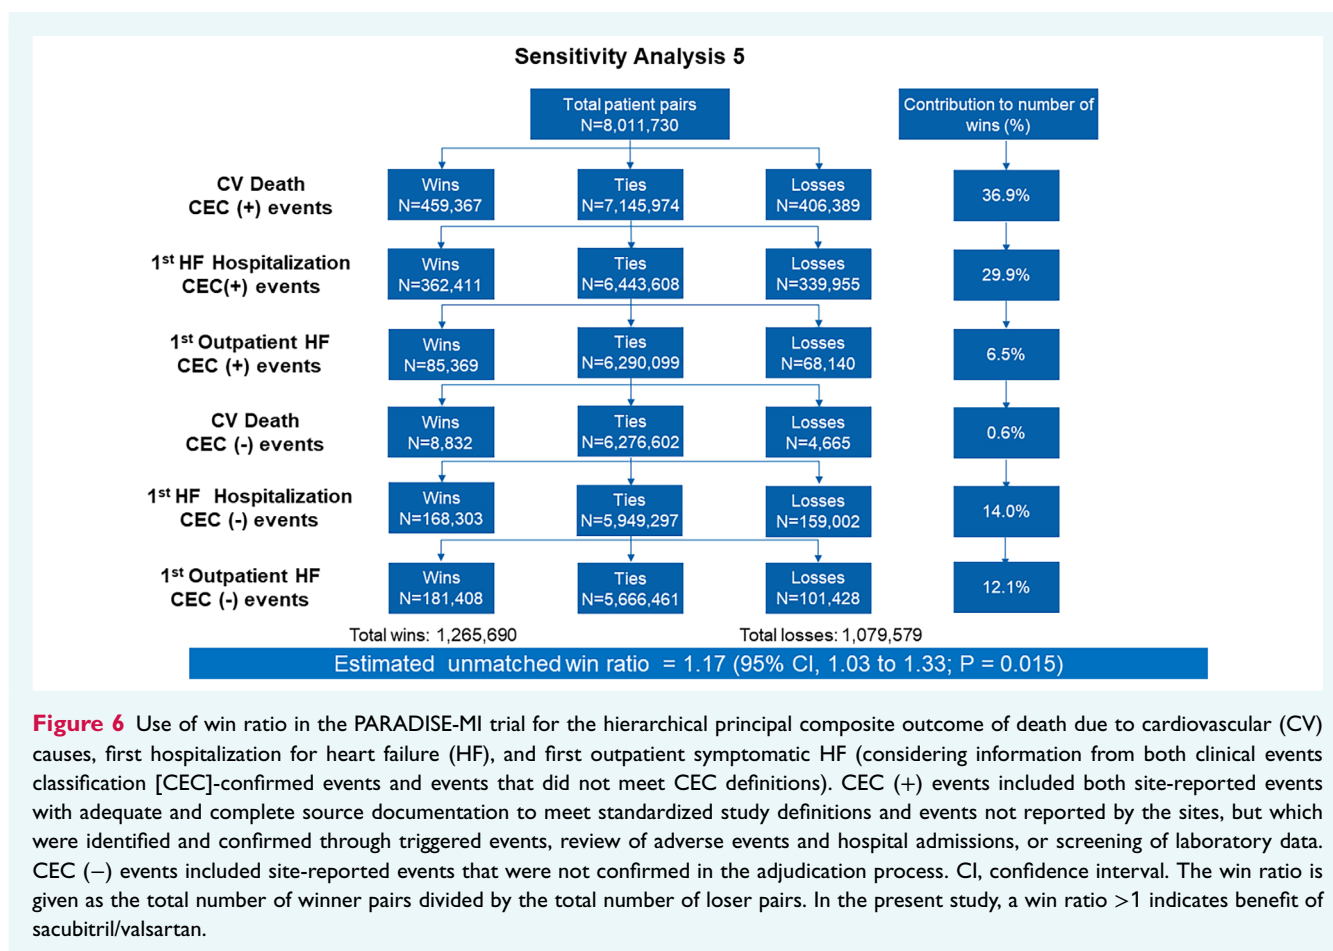 Sensitivity Analysis 5
Total patient pairs
N=8,011,730
Contribution to number of
wins (%)
CV Death
CEC (+) events
Wins
N=459,367
Ties
N=7,145,974
Losses
N=406,389
36.9%
1st HF Hospitalization
CEC(+) events
Wins
N=362,411
Ties
N=6,443,608
Losses
N=339,955
29.9%
1st Outpatient HF
CEC (+) events
Wins
N=85,369
Ties
N=6,290,099
Losses
N=68,140
6.5%
CV Death
CEC (-) events
Wins
N=8,832
Ties
N=6,276,602
Losses
N=4,665
0.6%
1st HF Hospitalization
CEC (-) events
Wins
N=168,303
Ties
N=5,949,297
Losses
N=159,002
14.0%
1st Outpatient HF
CEC (-) events
Wins
N=181,408
Ties
N=5,666,461
Losses
N=101,428
12.1%
Total wins: 1,265,690
Total losses: 1,079,579
Estimated unmatched win ratio = 1.17 (95% CI, 1.03 to 1.33; P = 0.015)
Figure 6 Use of win ratio in the PARADISE-MI trial for the hierarchical principal composite outcome of death due to cardiovascular (CV)
causes, first hospitalization for heart failure (HF), and first outpatient symptomatic HF (considering information from both clinical events
classification [CEC]-confirmed events and events that did not meet CEC definitions). CEC (+) events included both site-reported events
with adequate and complete source documentation to meet standardized study definitions and events not reported by the sites, but which
were identified and confirmed through triggered events, review of adverse events and hospital admissions, or screening of laboratory data.
CEC (−) events included site-reported events that were not confirmed in the adjudication process. CI, confidence interval. The win ratio is
given as the total number of winner pairs divided by the total number of loser pairs. In the present study, a win ratio >1 indicates benefit of
sacubitril/valsartan.